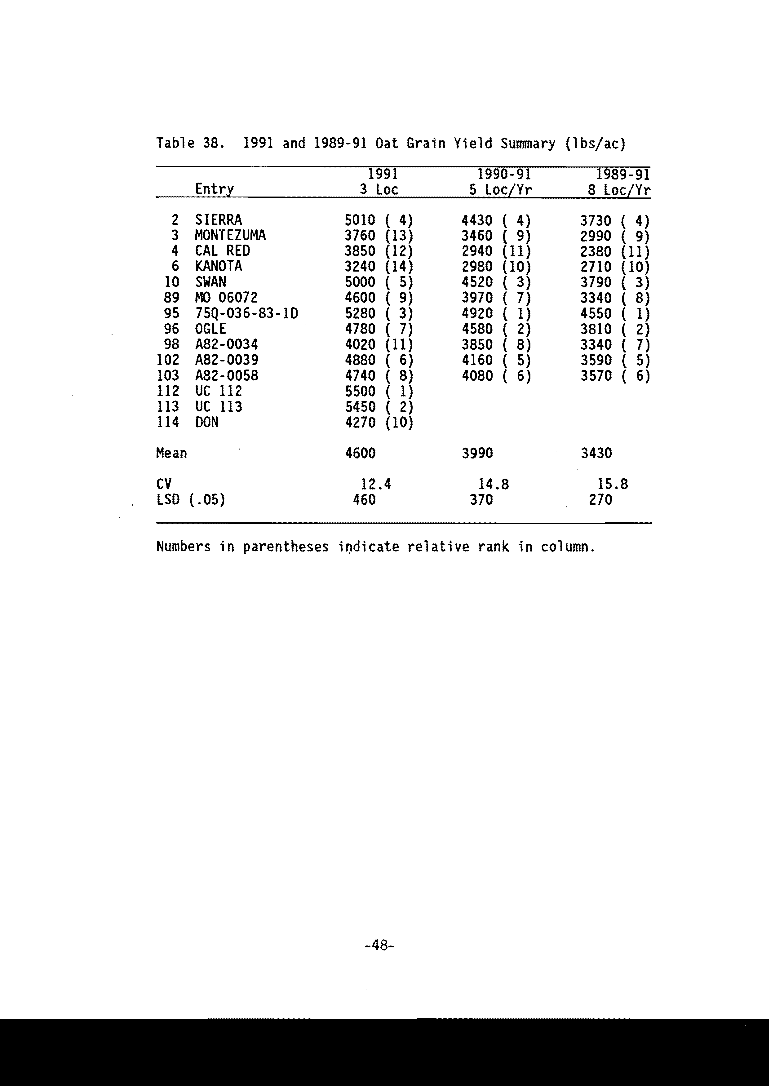 Table 38. 1991 and 1989-91 Oat Grain Yield Summary (lbs/ac)
1991 1990-91 1989-91
Entry 3 Loc 5 Loc/Yr 8 Loc/Yr
2 SIERRA 5010 ( 4) 4430 ( 4) 3730 ( 4)
3 MONTEZUMA 3760 (13) 3460 ( 9) 2990 ( 9)
4 CAL RED 3850 (12) 2940 (11) 2380 (11)
6 KANOTA 3240 (14) 2980 (10) 2710 (10)
10 SWAN 5000 ( 5) 4520 ( 3) 3790 ( 3)
89 MO 06072 4600 ( 9) 3970 ( 7) 3340 ( 8)
95 75Q-036-83-1D 5280 ( 3) 4920 ( 1) 4550 ( 1)
96 OGLE 4780 ( 7) 4580 ( 2) 3810 ( 2)
98 A82-0034 4020 (11) 3850 ( 8) 3340 ( 7)
102 A82-0039 4880 ( 6) 4160 ( 5) 3590 ( 5)
103 A82-0058 4740 ( 8) 4080 ( 6) 3570 ( 6)
112 UC 112 5500 ( 1)
113 UC 113 5450 ( 2)
114 DON 4270 (10)
Mean 4600 3990 3430
CV 12.4 14.8 15.8
LSD (.05) 460 370 270
Numbers in parentheses indicate relative rank in column.
-48-